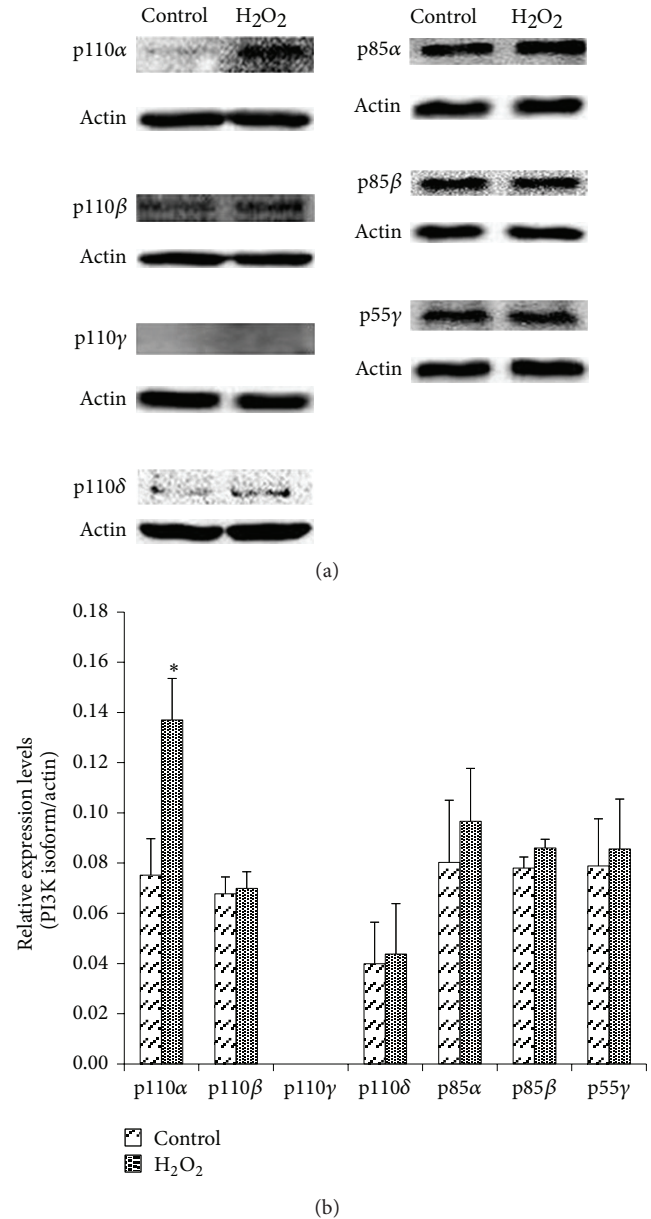 Control H₂O₂
p110α
Actin
p110β
Actin
p110γ
Actin
p110δ
Actin
Control H₂O₂
p85α
Actin
p85β
Actin
p55γ
Actin
(a)
Relative expression levels
(PI3K isoform/actin)
0.18
0.16
0.14
0.12
0.10
0.08
0.06
0.04
0.02
0.00
*
p110α p110β p110γ p110δ p85α p85β p55γ
Control
H₂O₂
(b)